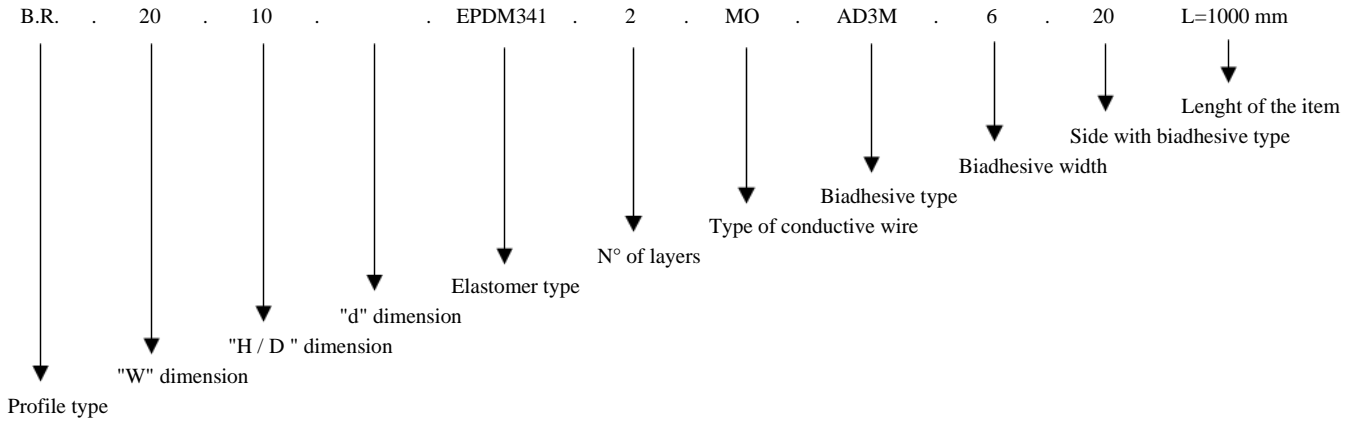 B.R. . 20 . 10 . . EPDM341 . 2 . MO . AD3M . 6 . 20 L=1000 mm
Lenght of the item
Side with biadhesive type
Biadhesive width
Biadhesive type
Type of conductive wire
N° of layers
Elastomer type
"d" dimension
"H / D " dimension
"W" dimension
Profile type